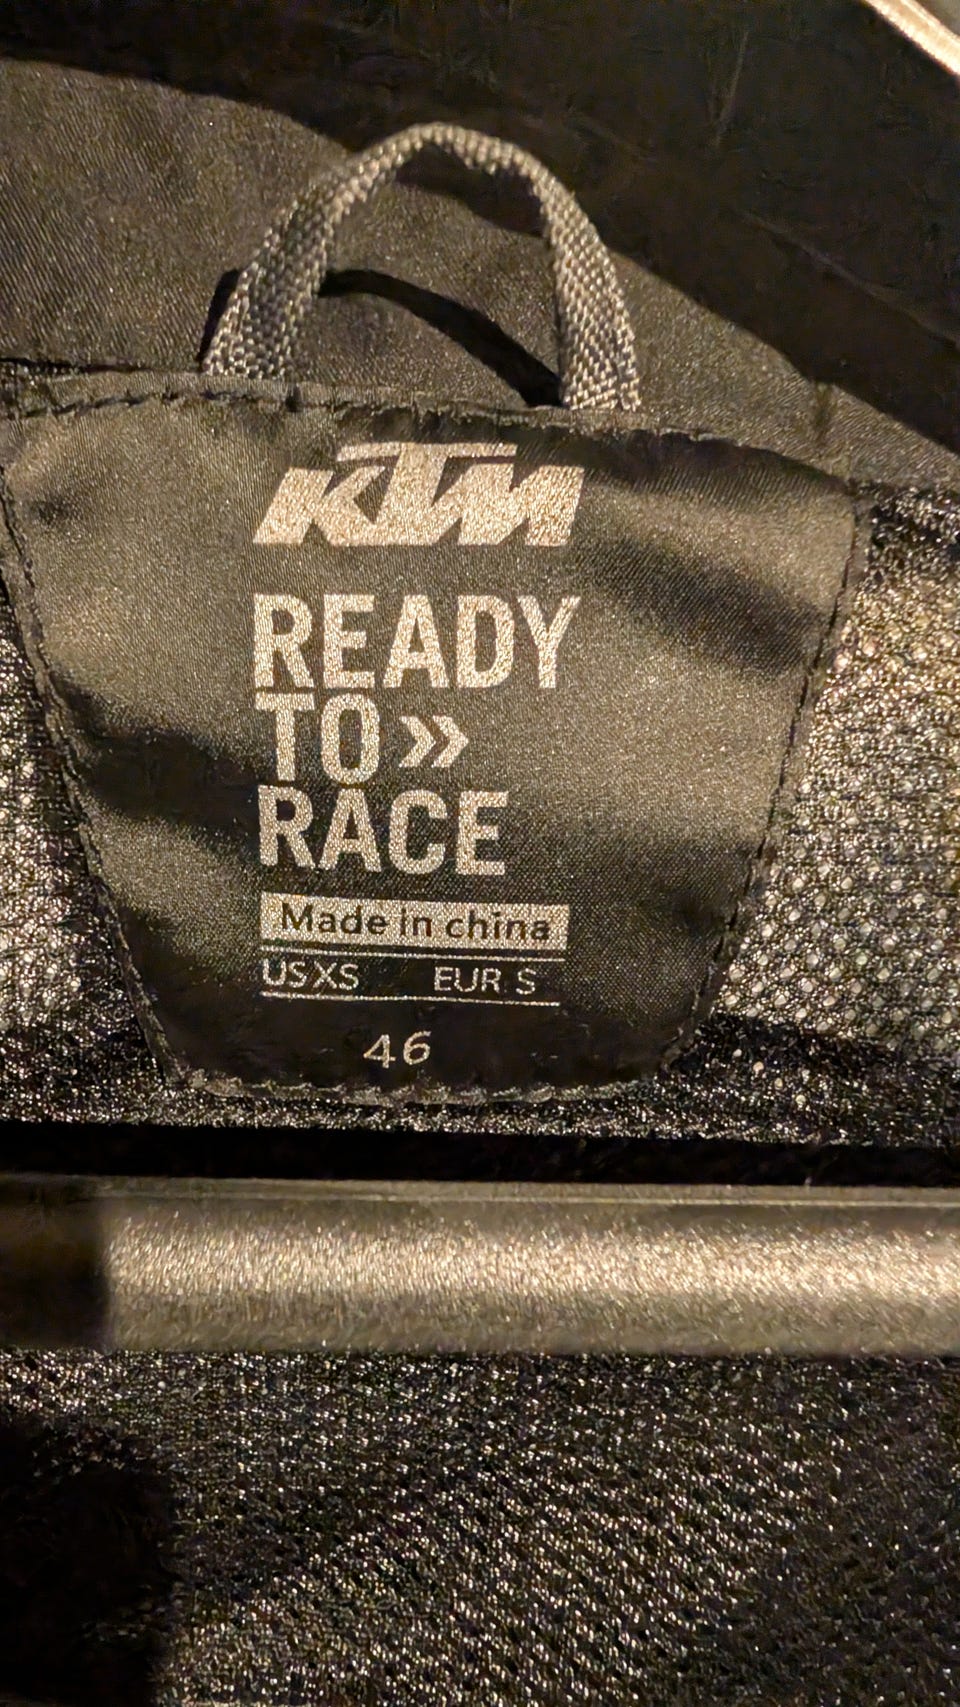 KTM
READY
TO »
RACE
Made in china
US XS EUR S
46